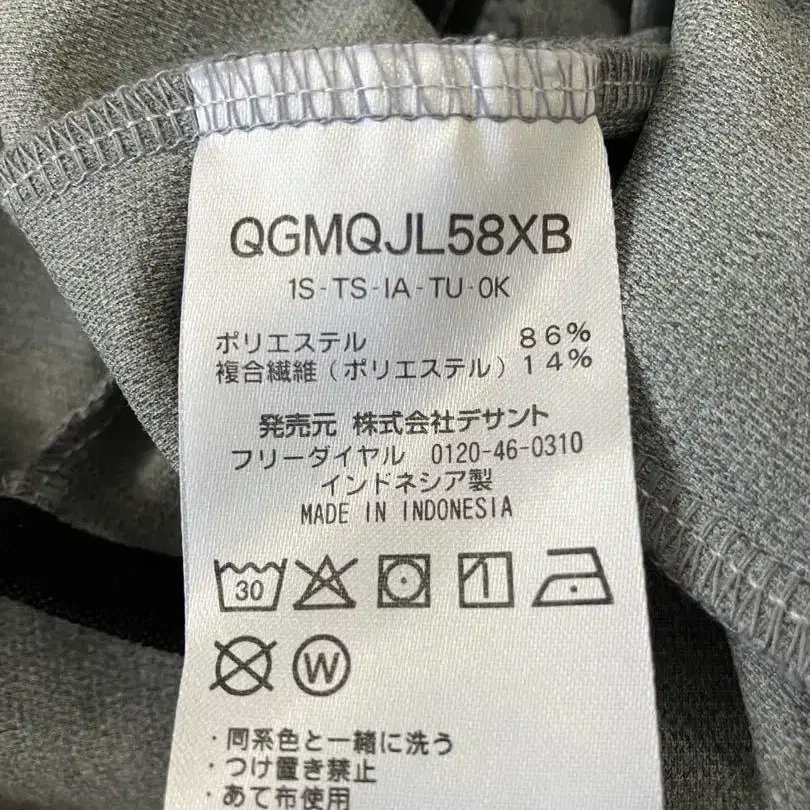 QGMQJL58XB
1S-TS-IA-TU-0K
ポリエステル 86%
複合繊維(ポリエステル)14%
発売元 株式会社デサント
フリーダイヤル 0120-46-0310
インドネシア製
MADE IN INDONESIA
30
W
・同系色と一緒に洗う
・つけ置き禁止
・あて布使用